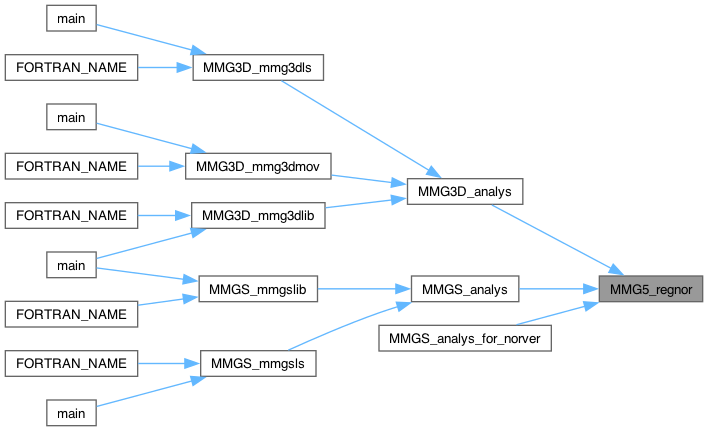 main
FORTRAN_NAME
MMG3D_mmg3dls
main
FORTRAN_NAME
MMG3D_mmg3dmov
MMG3D_analys
FORTRAN_NAME
MMG3D_mmg3dlib
main
MMGS_mmgslib
MMGS_analys
MMG5_regnor
FORTRAN_NAME
MMGS_analys_for_norver
FORTRAN_NAME
MMGS_mmgsls
main